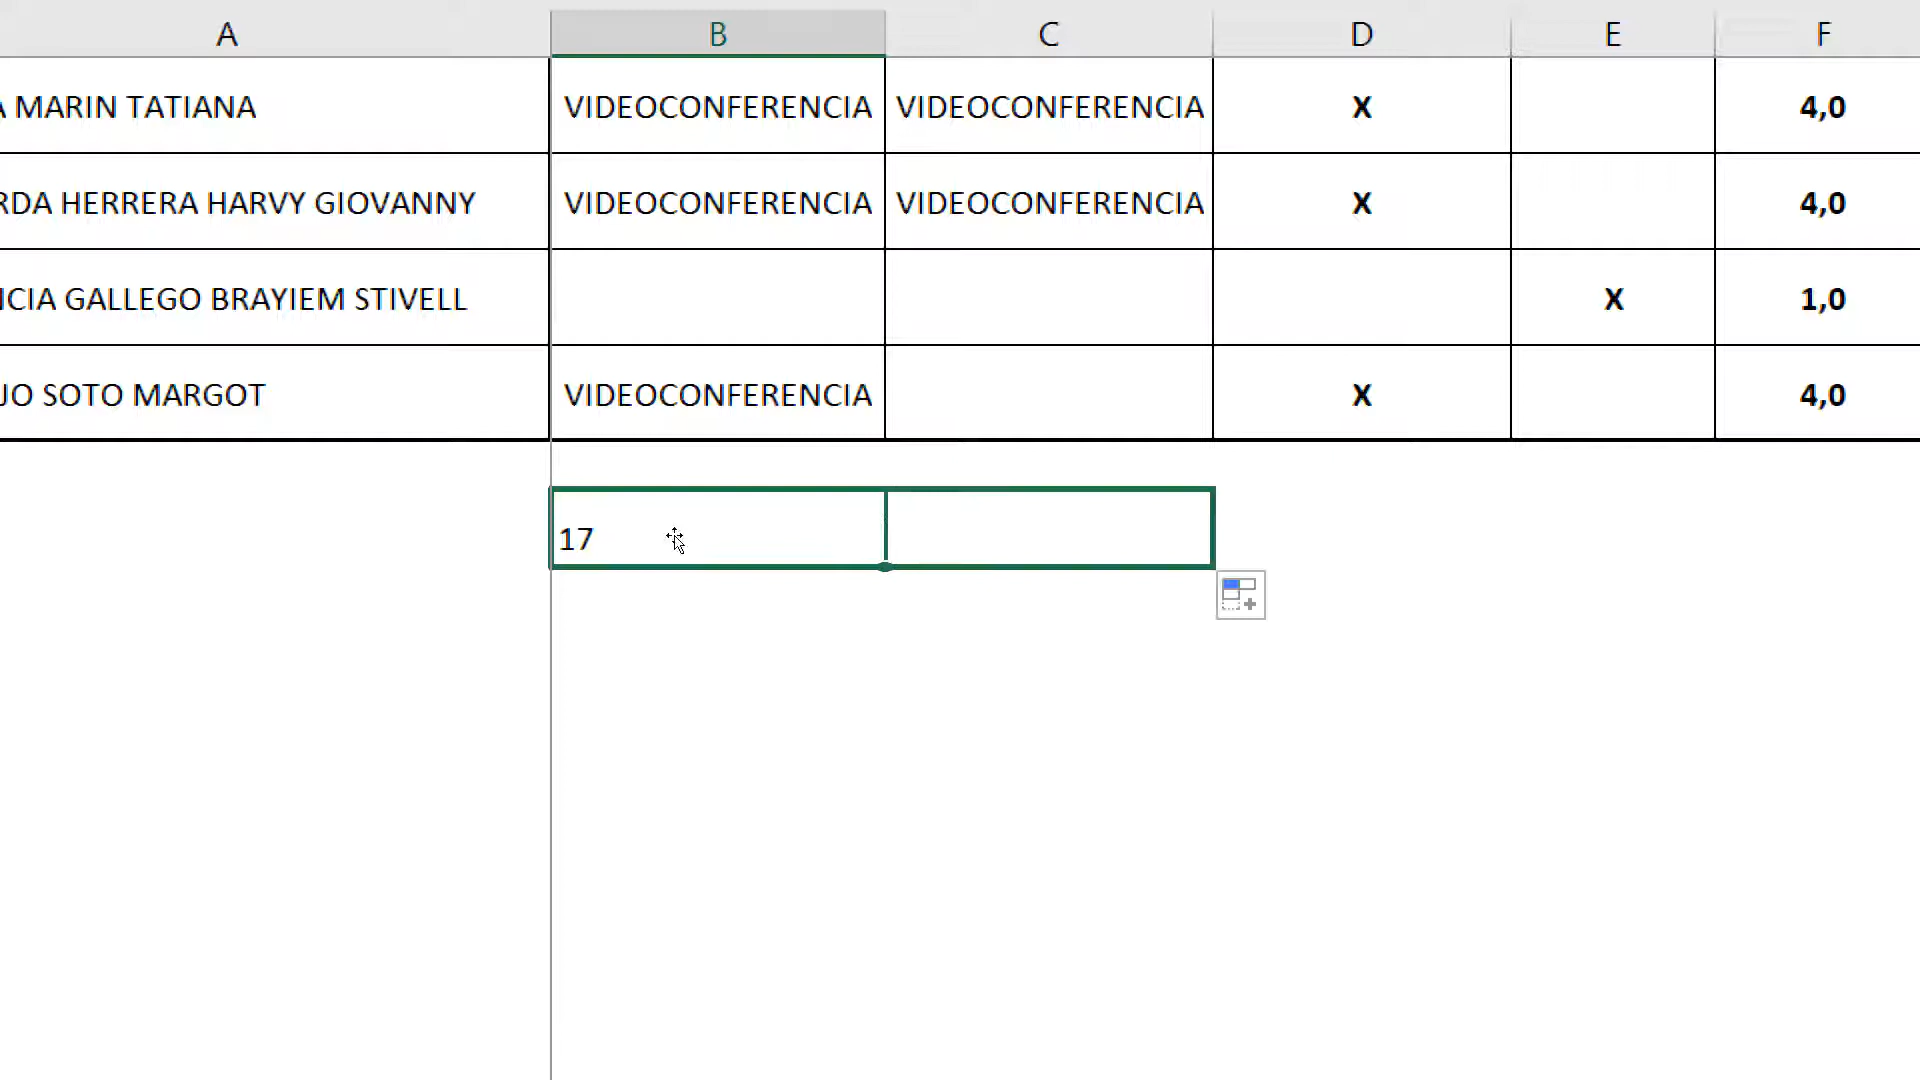 A B C D E F
MARIN TATIANA VIDEOCONFERENCIA VIDEOCONFERENCIA X 4,0
RDA HERRERA HARVY GIOVANNY VIDEOCONFERENCIA VIDEOCONFERENCIA X 4,0
NCIA GALLEGO BRAYIEM STIVELL X 1,0
JO SOTO MARGOT VIDEOCONFERENCIA X 4,0
17